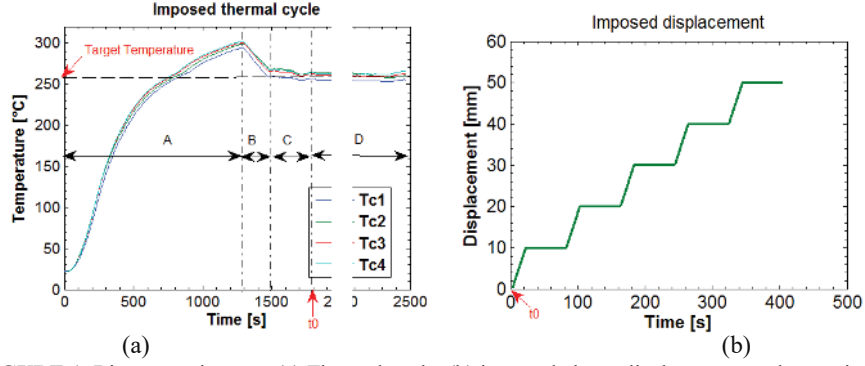 Imposed thermal cycle
Temperature [°C]
300
250
200
150
100
50
0
Target Temperature
A
B
C
D
Tc1
Tc2
Tc3
Tc4
0
500
1000
1500
2
2500
Time [s]
t0
(a)
Imposed displacement
Displacement [mm]
60
50
40
30
20
10
0
0
100
200
300
400
500
t0
Time [s]
(b)